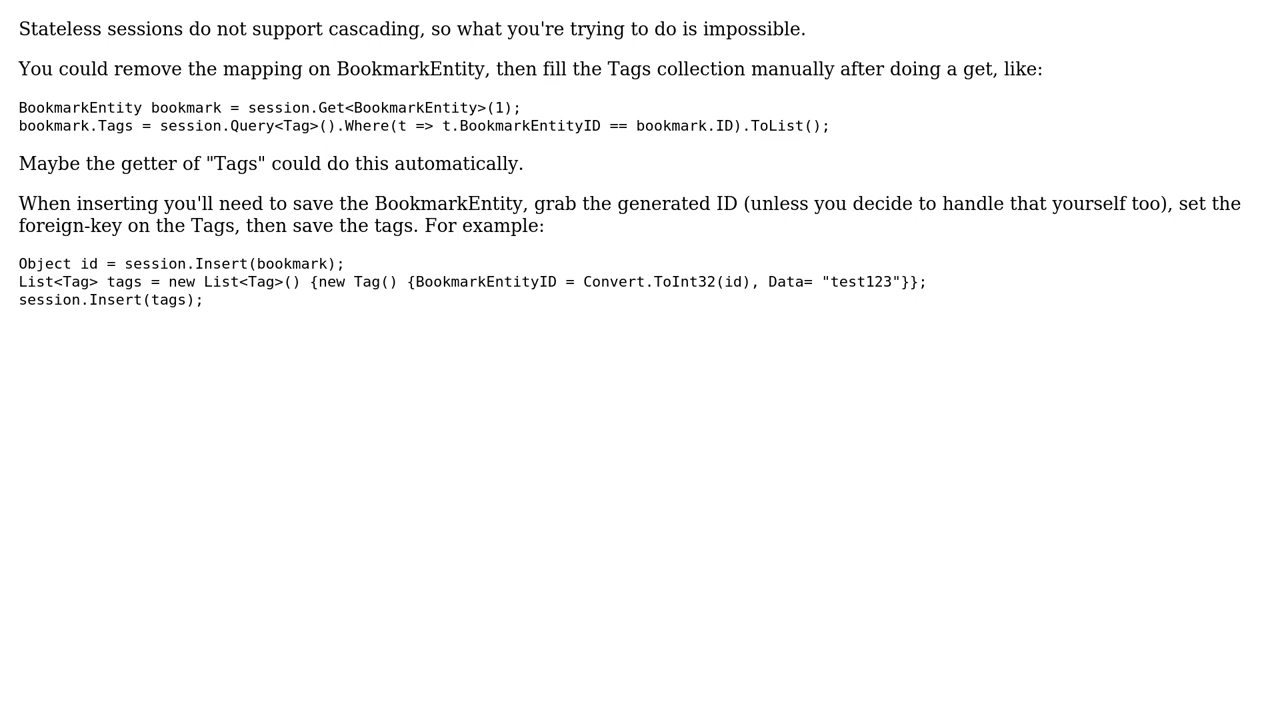 Stateless sessions do not support cascading, so what you're trying to do is impossible.
You could remove the mapping on BookmarkEntity, then fill the Tags collection manually after doing a get, like:
BookmarkEntity bookmark = session.Get<BookmarkEntity>(1);
bookmark.Tags = session.Query<Tag>().Where(t => t.BookmarkEntityID == bookmark.ID).ToList();
Maybe the getter of "Tags" could do this automatically.
When inserting you'll need to save the BookmarkEntity, grab the generated ID (unless you decide to handle that yourself too), set the
foreign-key on the Tags, then save the tags. For example:
Object id = session.Insert(bookmark);
List<Tag> tags = new List<Tag>() {new Tag() {BookmarkEntityID = Convert.ToInt32(id), Data= "test123"}};
session.Insert(tags);